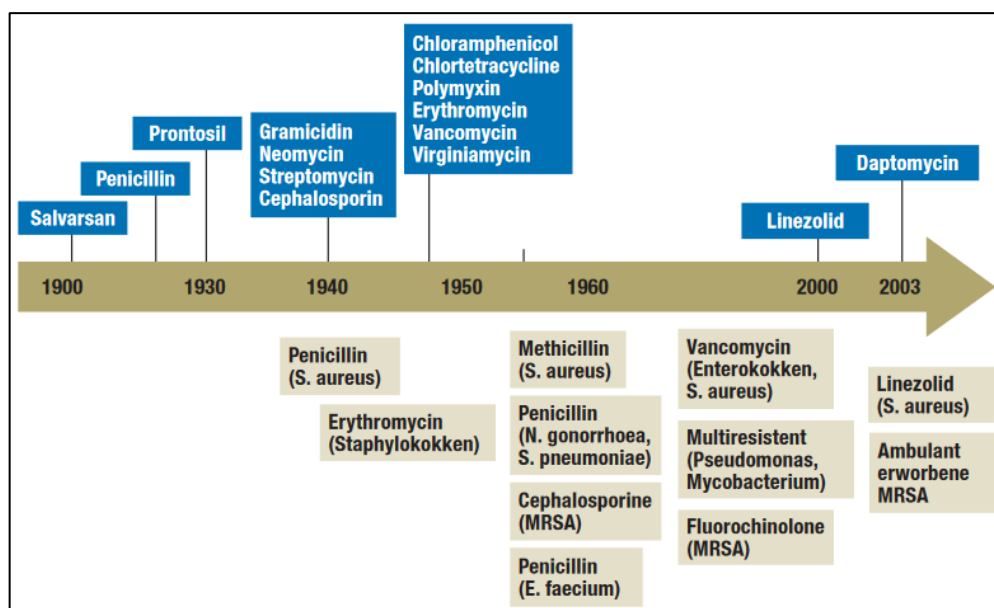 Salvarsan
Penicillin
Prontosil
Gramicidin
Neomycin
Streptomycin
Cephalosporin
Chloramphenicol
Chlortetracycline
Polymyxin
Erythromycin
Vancomycin
Virginiamycin
Linezolid
Daptomycin
1900
1930
1940
1950
1960
2000
2003
Penicillin
(S. aureus)
Erythromycin
(Staphylokokken)
Methicillin
(S. aureus)
Penicillin
(N. gonorrhoea,
S. pneumoniae)
Cephalosporine
(MRSA)
Penicillin
(E. faecium)
Vancomycin
(Enterokokken,
S. aureus)
Multiresistent
(Pseudomonas,
Mycobacterium)
Fluorochinolone
(MRSA)
Linezolid
(S. aureus)
Ambulant
erworbene
MRSA